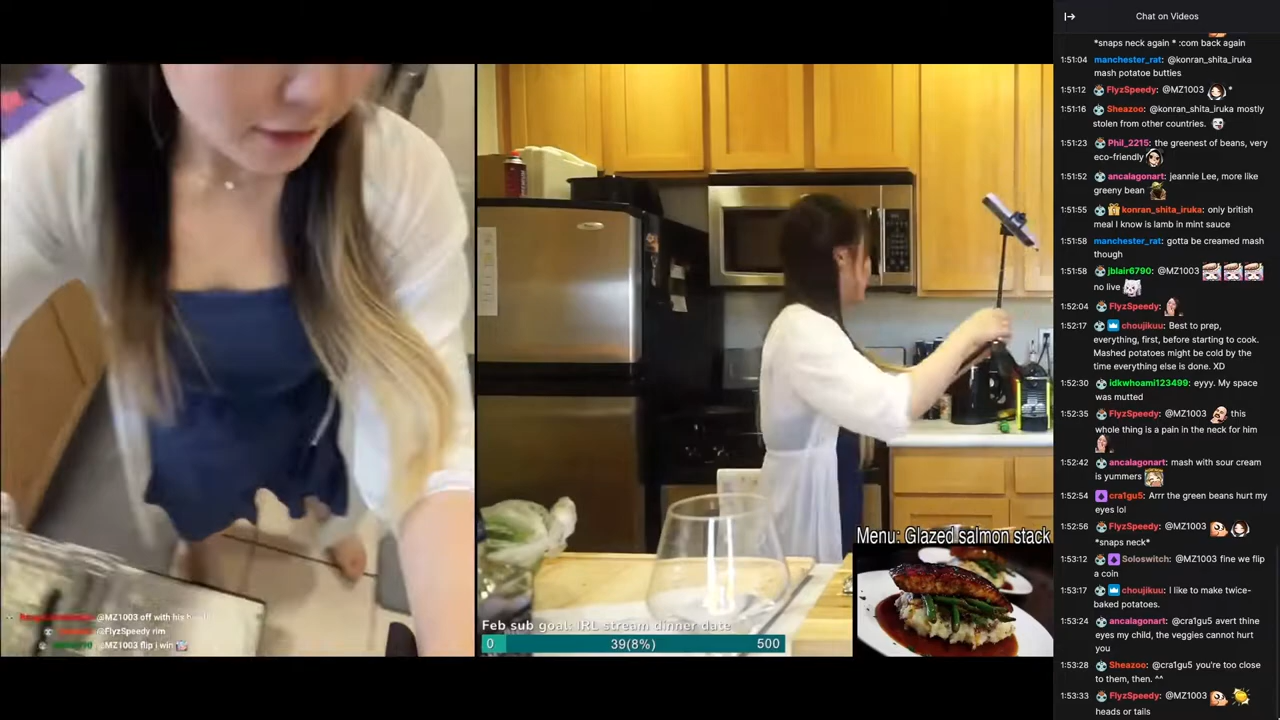 Chat on Videos
*snaps neck again * :com back again
1:51:04 manchester_rat: @konran_shita_iruka
mash potatoe butties
1:51:12 FlyzSpeedy: @MZ1003 *
1:51:16 Sheazoo: @konran_shita_iruka mostly
stolen from other countries.
1:51:23 Phil_2215: the greenest of beans, very
eco-friendly
1:51:52 ancalagonart: jeannie Lee, more like
greeny bean
1:51:55 konran_shita_iruka: only british
meal I know is lamb in mint sauce
1:51:58 manchester_rat: gotta be creamed mash
though
1:51:58 jblair6790: @MZ1003
no live
1:52:04 FlyzSpeedy:
1:52:17 choujikuu: Best to prep,
everything, first, before starting to cook.
Mashed potatoes might be cold by the
time everything else is done. XD
1:52:30 idkwhoami123499: eyyy. My space
was mutted
1:52:35 FlyzSpeedy: @MZ1003 this
whole thing is a pain in the neck for him
1:52:42 ancalagonart: mash with sour cream
is yummers
1:52:54 cra1gu5: Arrr the green beans hurt my
eyes lol
1:52:56 FlyzSpeedy: @MZ1003
*snaps neck*
1:53:12 Soloswitch: @MZ1003 fine we flip
a coin
1:53:17 choujikuu: I like to make twice-
baked potatoes.
1:53:24 ancalagonart: @cra1gu5 avert thine
eyes my child, the veggies cannot hurt
you
1:53:28 Sheazoo: @cra1gu5 you're too close
to them, then. ^^
1:53:33 FlyzSpeedy: @MZ1003
heads or tails
Menu: Glazed salmon stack
Feb sub goal: IRL stream dinner date
0 39(8%) 500
@MZ1003 off with his
@FlyzSpeedy rim
@MZ1003 flip i win